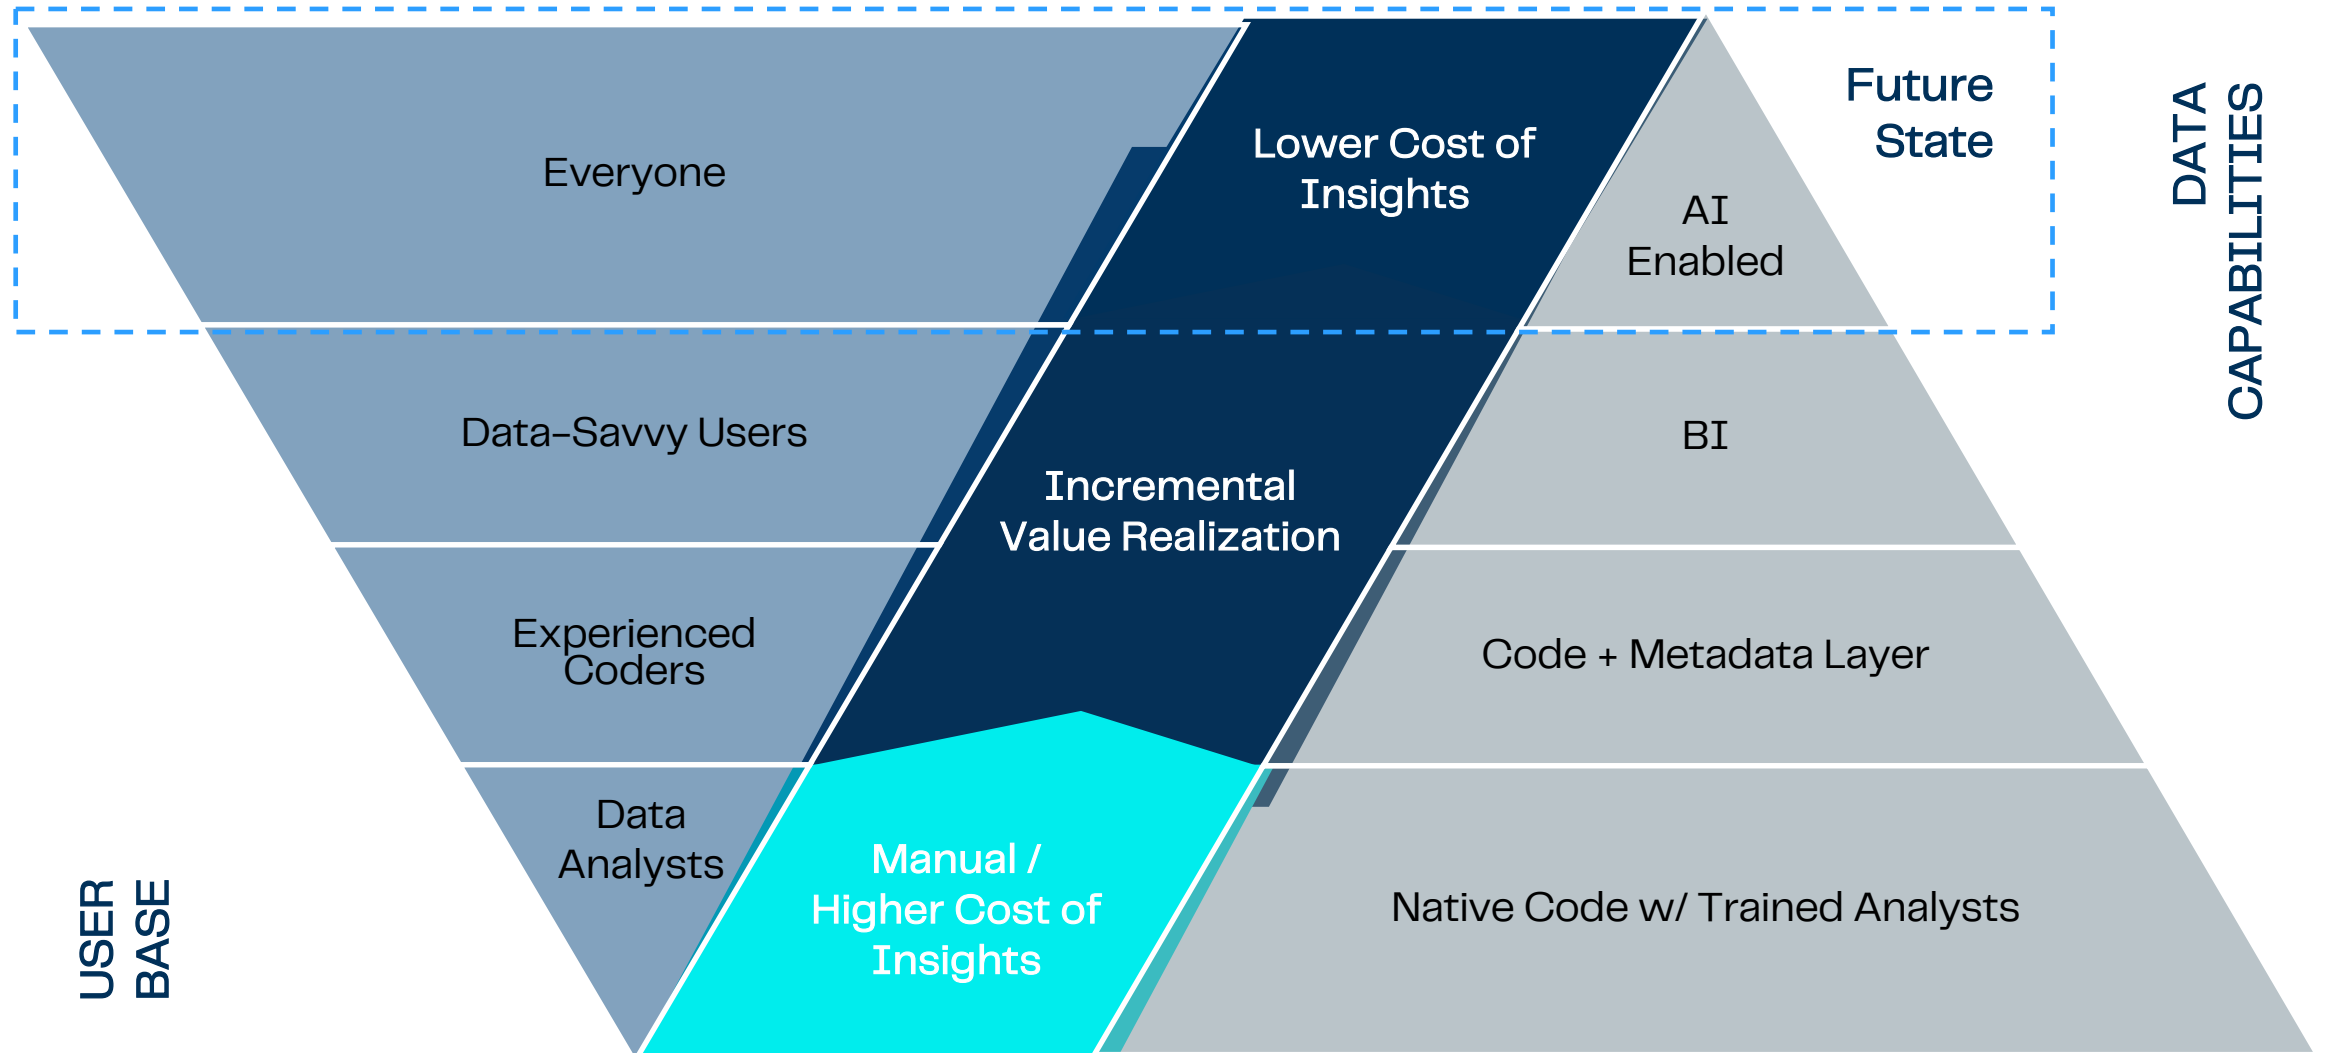 Everyone
Lower Cost of
Insights
Future
State
AI
Enabled
DATA
CAPABILITIES
Data-Savvy Users
Incremental
Value Realization
BI
Experienced
Coders
Code + Metadata Layer
Data
Analysts
Manual /
Higher Cost of
Insights
Native Code w/ Trained Analysts
USER
BASE